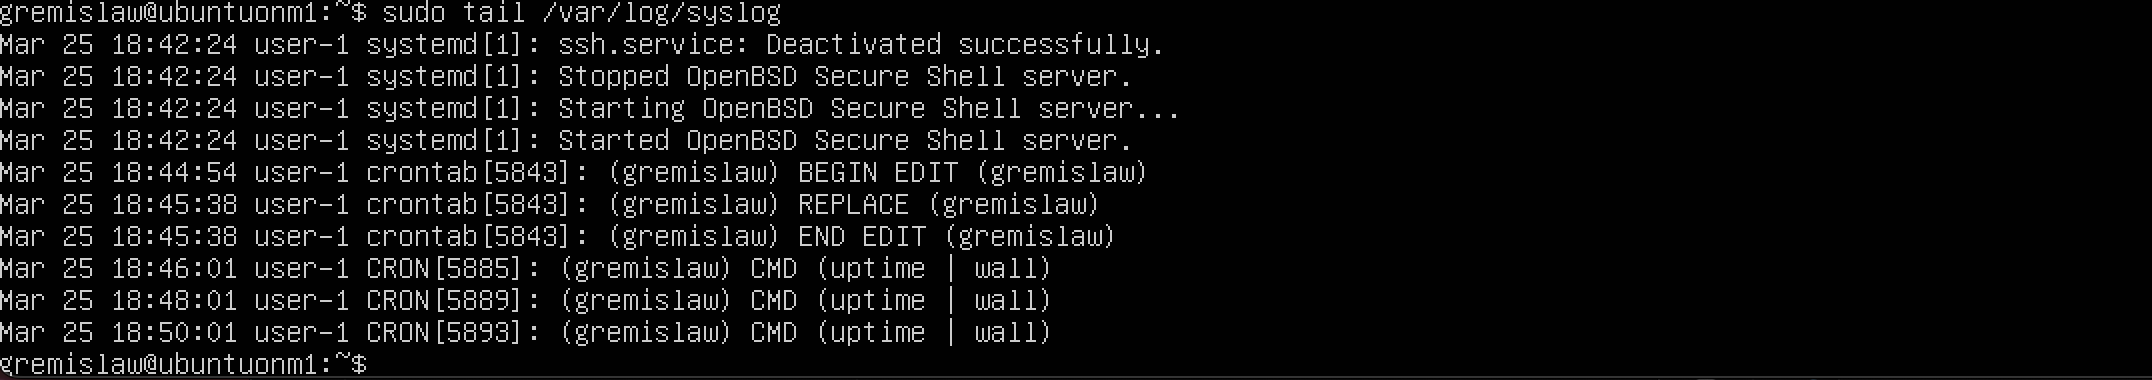 gremislaw@ubuntuonm1:~$ sudo tail /var/log/syslog
Mar 25 18:42:24 user-1 systemd[1]: ssh.service: Deactivated successfully.
Mar 25 18:42:24 user-1 systemd[1]: Stopped OpenBSD Secure Shell server.
Mar 25 18:42:24 user-1 systemd[1]: Starting OpenBSD Secure Shell server...
Mar 25 18:42:24 user-1 systemd[1]: Started OpenBSD Secure Shell server.
Mar 25 18:44:54 user-1 crontab[5843]: (gremislaw) BEGIN EDIT (gremislaw)
Mar 25 18:45:38 user-1 crontab[5843]: (gremislaw) REPLACE (gremislaw)
Mar 25 18:45:38 user-1 crontab[5843]: (gremislaw) END EDIT (gremislaw)
Mar 25 18:46:01 user-1 CRON[5885]: (gremislaw) CMD (uptime | wall)
Mar 25 18:48:01 user-1 CRON[5889]: (gremislaw) CMD (uptime | wall)
Mar 25 18:50:01 user-1 CRON[5893]: (gremislaw) CMD (uptime | wall)
gremislaw@ubuntuonm1:~$